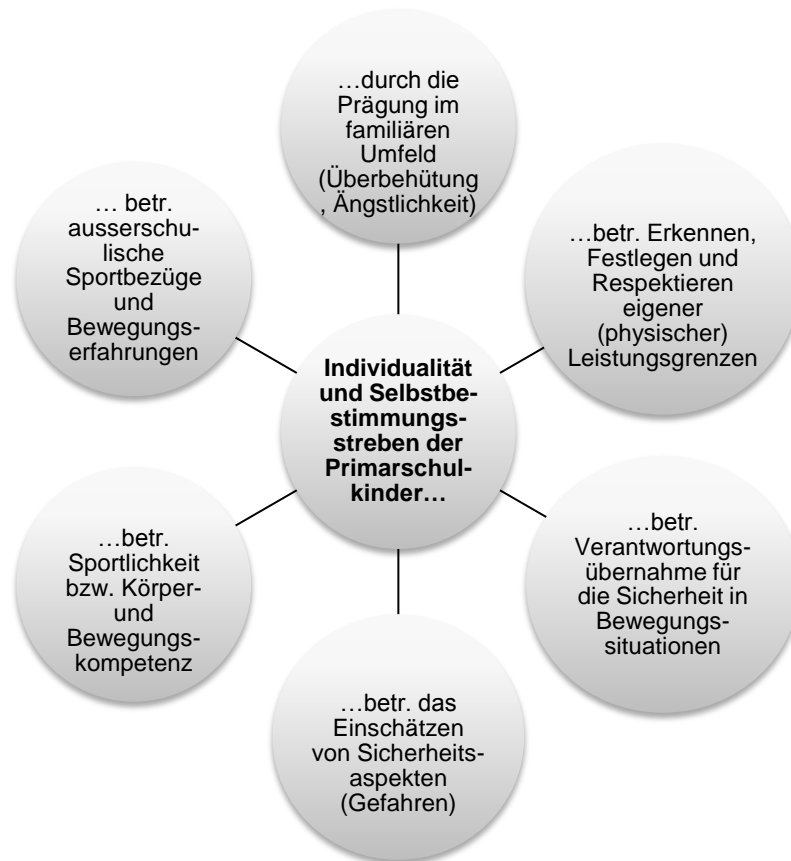 …durch die
Prägung im
familiären
Umfeld
(Überbehütung
, Ängstlichkeit)
…betr. Erkennen,
Festlegen und
Respektieren
eigener
(physischer)
Leistungsgrenzen
…betr.
Verantwortungs-
übernahme für
die Sicherheit in
Bewegungs-
situationen
…betr. das
Einschätzen
von Sicherheits-
aspekten
(Gefahren)
…betr.
Sportlichkeit
bzw. Körper-
und
Bewegungs-
kompetenz
… betr.
ausserschu-
lische
Sportbezüge
und
Bewegungs-
erfahrungen
Individualität
und Selbstbe-
stimmungs-
streben der
Primarschul-
kinder…